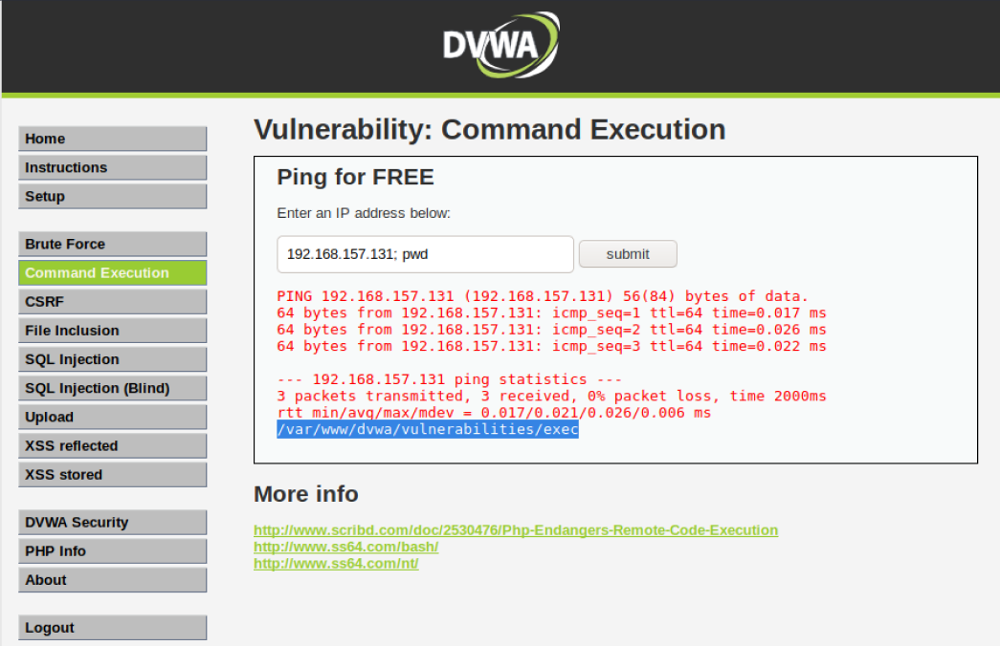 DVWA
Home
Instructions
Setup
Brute Force
Command Execution
CSRF
File Inclusion
SQL Injection
SQL Injection (Blind)
Upload
XSS reflected
XSS stored
DVWA Security
PHP Info
About
Logout
Vulnerability: Command Execution
Ping for FREE
Enter an IP address below:
192.168.157.131; pwd
submit
PING 192.168.157.131 (192.168.157.131) 56(84) bytes of data.
64 bytes from 192.168.157.131: icmp_seq=1 ttl=64 time=0.017 ms
64 bytes from 192.168.157.131: icmp_seq=2 ttl=64 time=0.026 ms
64 bytes from 192.168.157.131: icmp_seq=3 ttl=64 time=0.022 ms
--- 192.168.157.131 ping statistics ---
3 packets transmitted, 3 received, 0% packet loss, time 2000ms
rtt min/avg/max/mdev = 0.017/0.021/0.026/0.006 ms
/var/www/dvwa/vulnerabilities/exec
More info
http://www.scribd.com/doc/2530476/Php-Endangers-Remote-Code-Execution
http://www.ss64.com/bash/
http://www.ss64.com/nt/